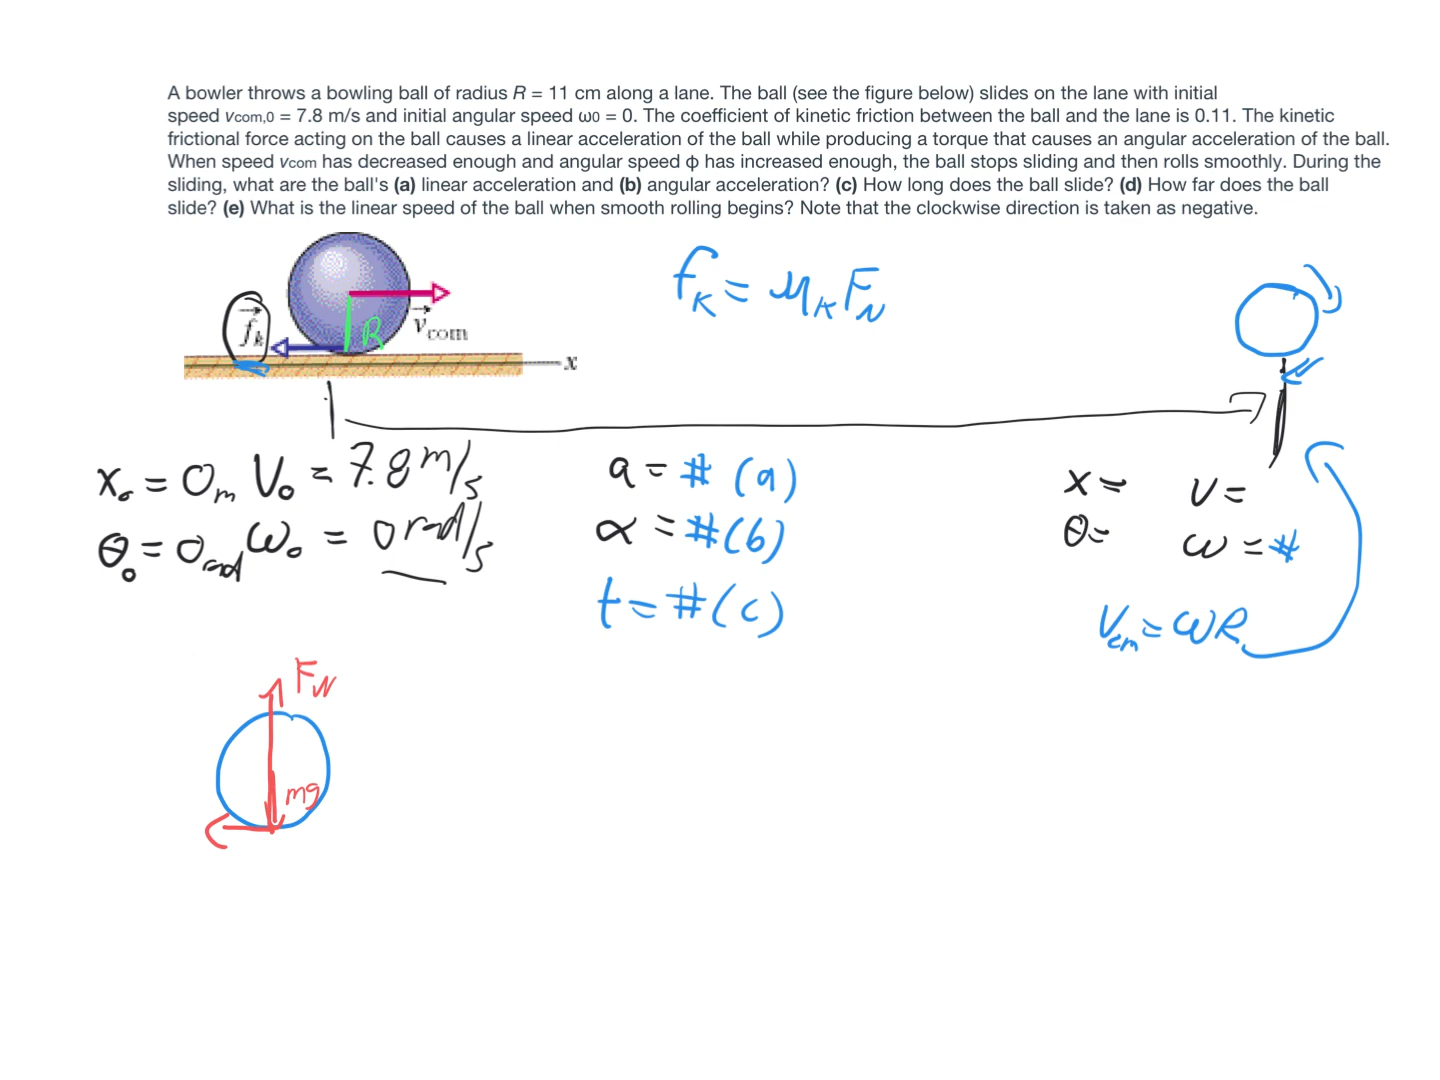 A bowler throws a bowling ball of radius R = 11 cm along a lane. The ball (see the figure below) slides on the lane with initial
speed vcom,0 = 7.8 m/s and initial angular speed ω0 = 0. The coefficient of kinetic friction between the ball and the lane is 0.11. The kinetic
frictional force acting on the ball causes a linear acceleration of the ball while producing a torque that causes an angular acceleration of the ball.
When speed vcom has decreased enough and angular speed ϕ has increased enough, the ball stops sliding and then rolls smoothly. During the
sliding, what are the ball's (a) linear acceleration and (b) angular acceleration? (c) How long does the ball slide? (d) How far does the ball
slide? (e) What is the linear speed of the ball when smooth rolling begins? Note that the clockwise direction is taken as negative.
fK = μK FN
fk
R
vcom
x
x0 = 0m V0 = 7.8 m/s
θ0 = 0rad ω0 = 0 rad/s
a = # (a)
α = # (b)
t = # (c)
x = v =
θ = ω = #
Vcm = ωR
FN
mg